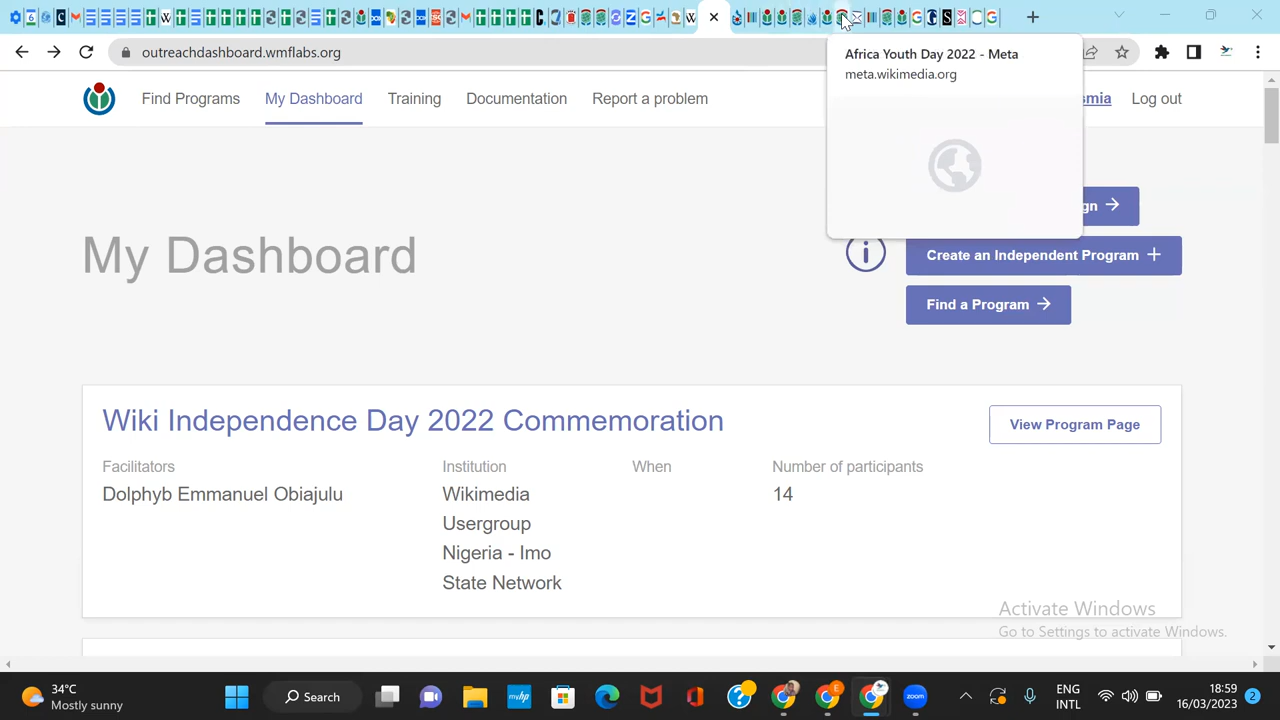 outreachdashboard.wmflabs.org
Africa Youth Day 2022 - Meta
meta.wikimedia.org
Find Programs
My Dashboard
Training
Documentation
Report a problem
smia
Log out
My Dashboard
gn →
Create an Independent Program +
Find a Program →
Wiki Independence Day 2022 Commemoration
View Program Page
Facilitators
Institution
When
Number of participants
Dolphyb Emmanuel Obiajulu
Wikimedia
Usergroup
Nigeria - Imo
State Network
14
Activate Windows
Go to Settings to activate Windows.
34°C
Mostly sunny
Search
ENG
INTL
18:59
16/03/2023
2